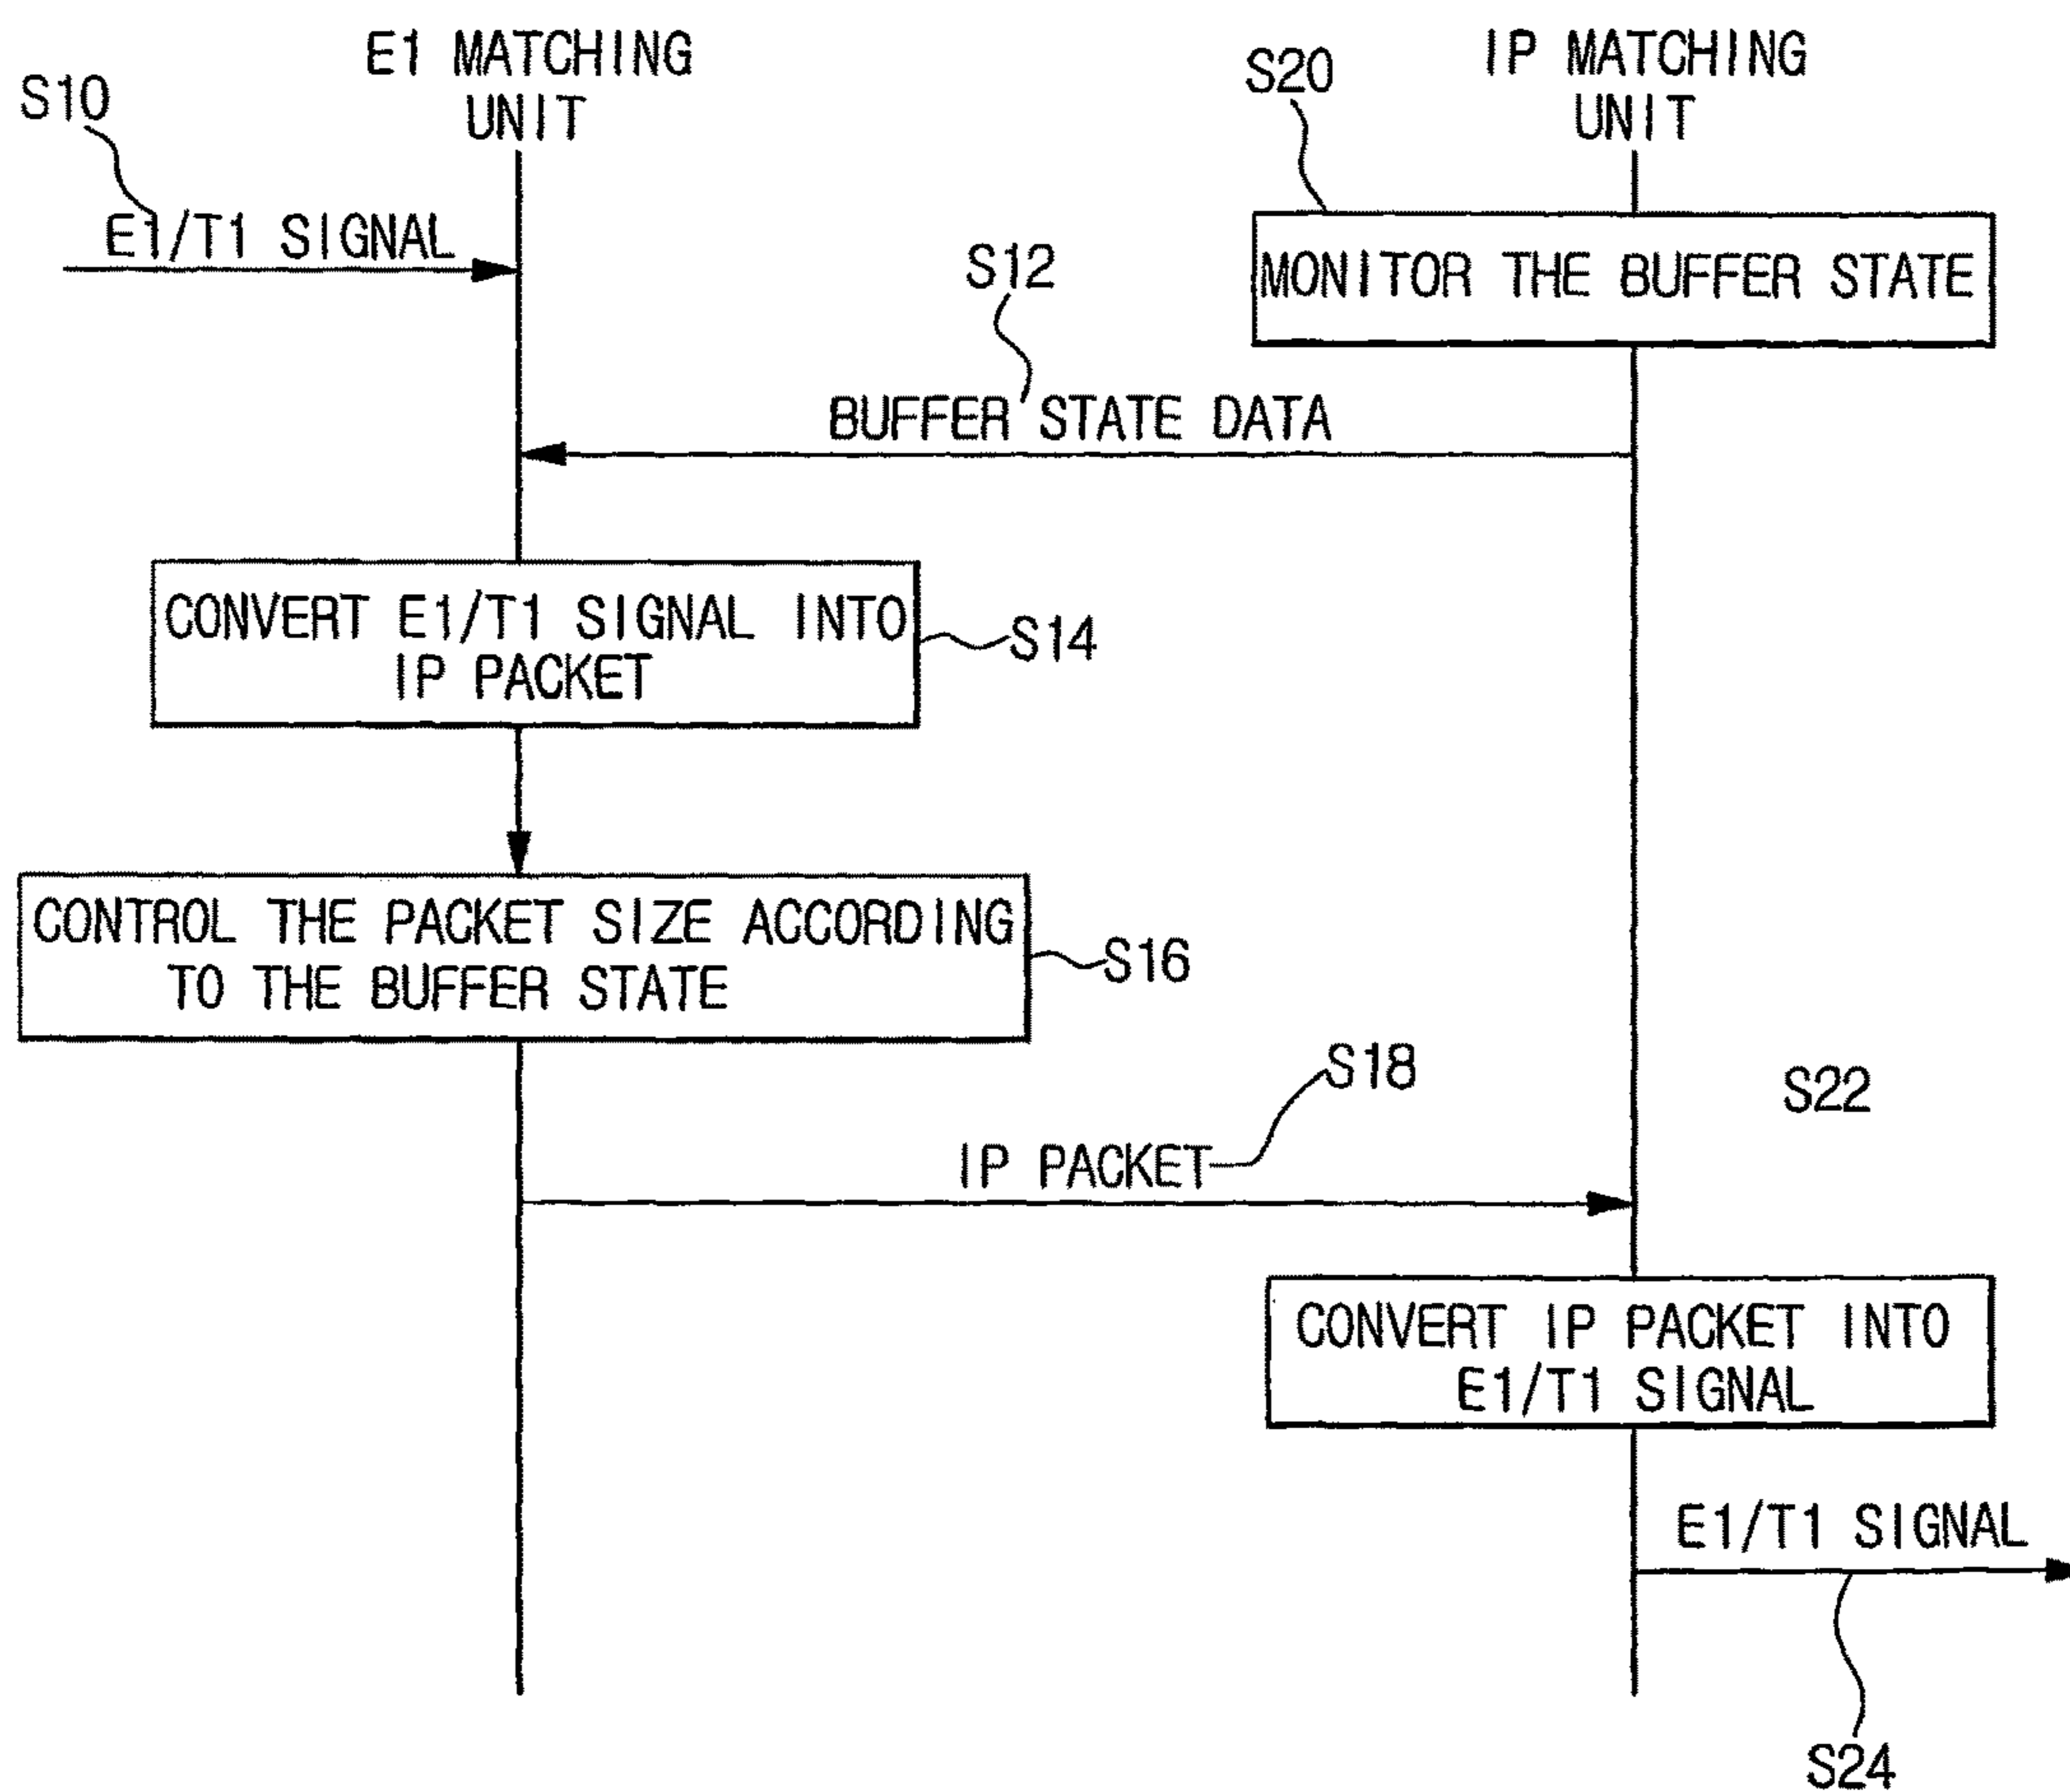 E1 MATCHING
UNIT
IP MATCHING
UNIT
S10
S20
E1/T1 SIGNAL
MONITOR THE BUFFER STATE
S12
BUFFER STATE DATA
CONVERT E1/T1 SIGNAL INTO
IP PACKET
S14
CONTROL THE PACKET SIZE ACCORDING
TO THE BUFFER STATE
S16
S18
S22
IP PACKET
CONVERT IP PACKET INTO
E1/T1 SIGNAL
E1/T1 SIGNAL
S24